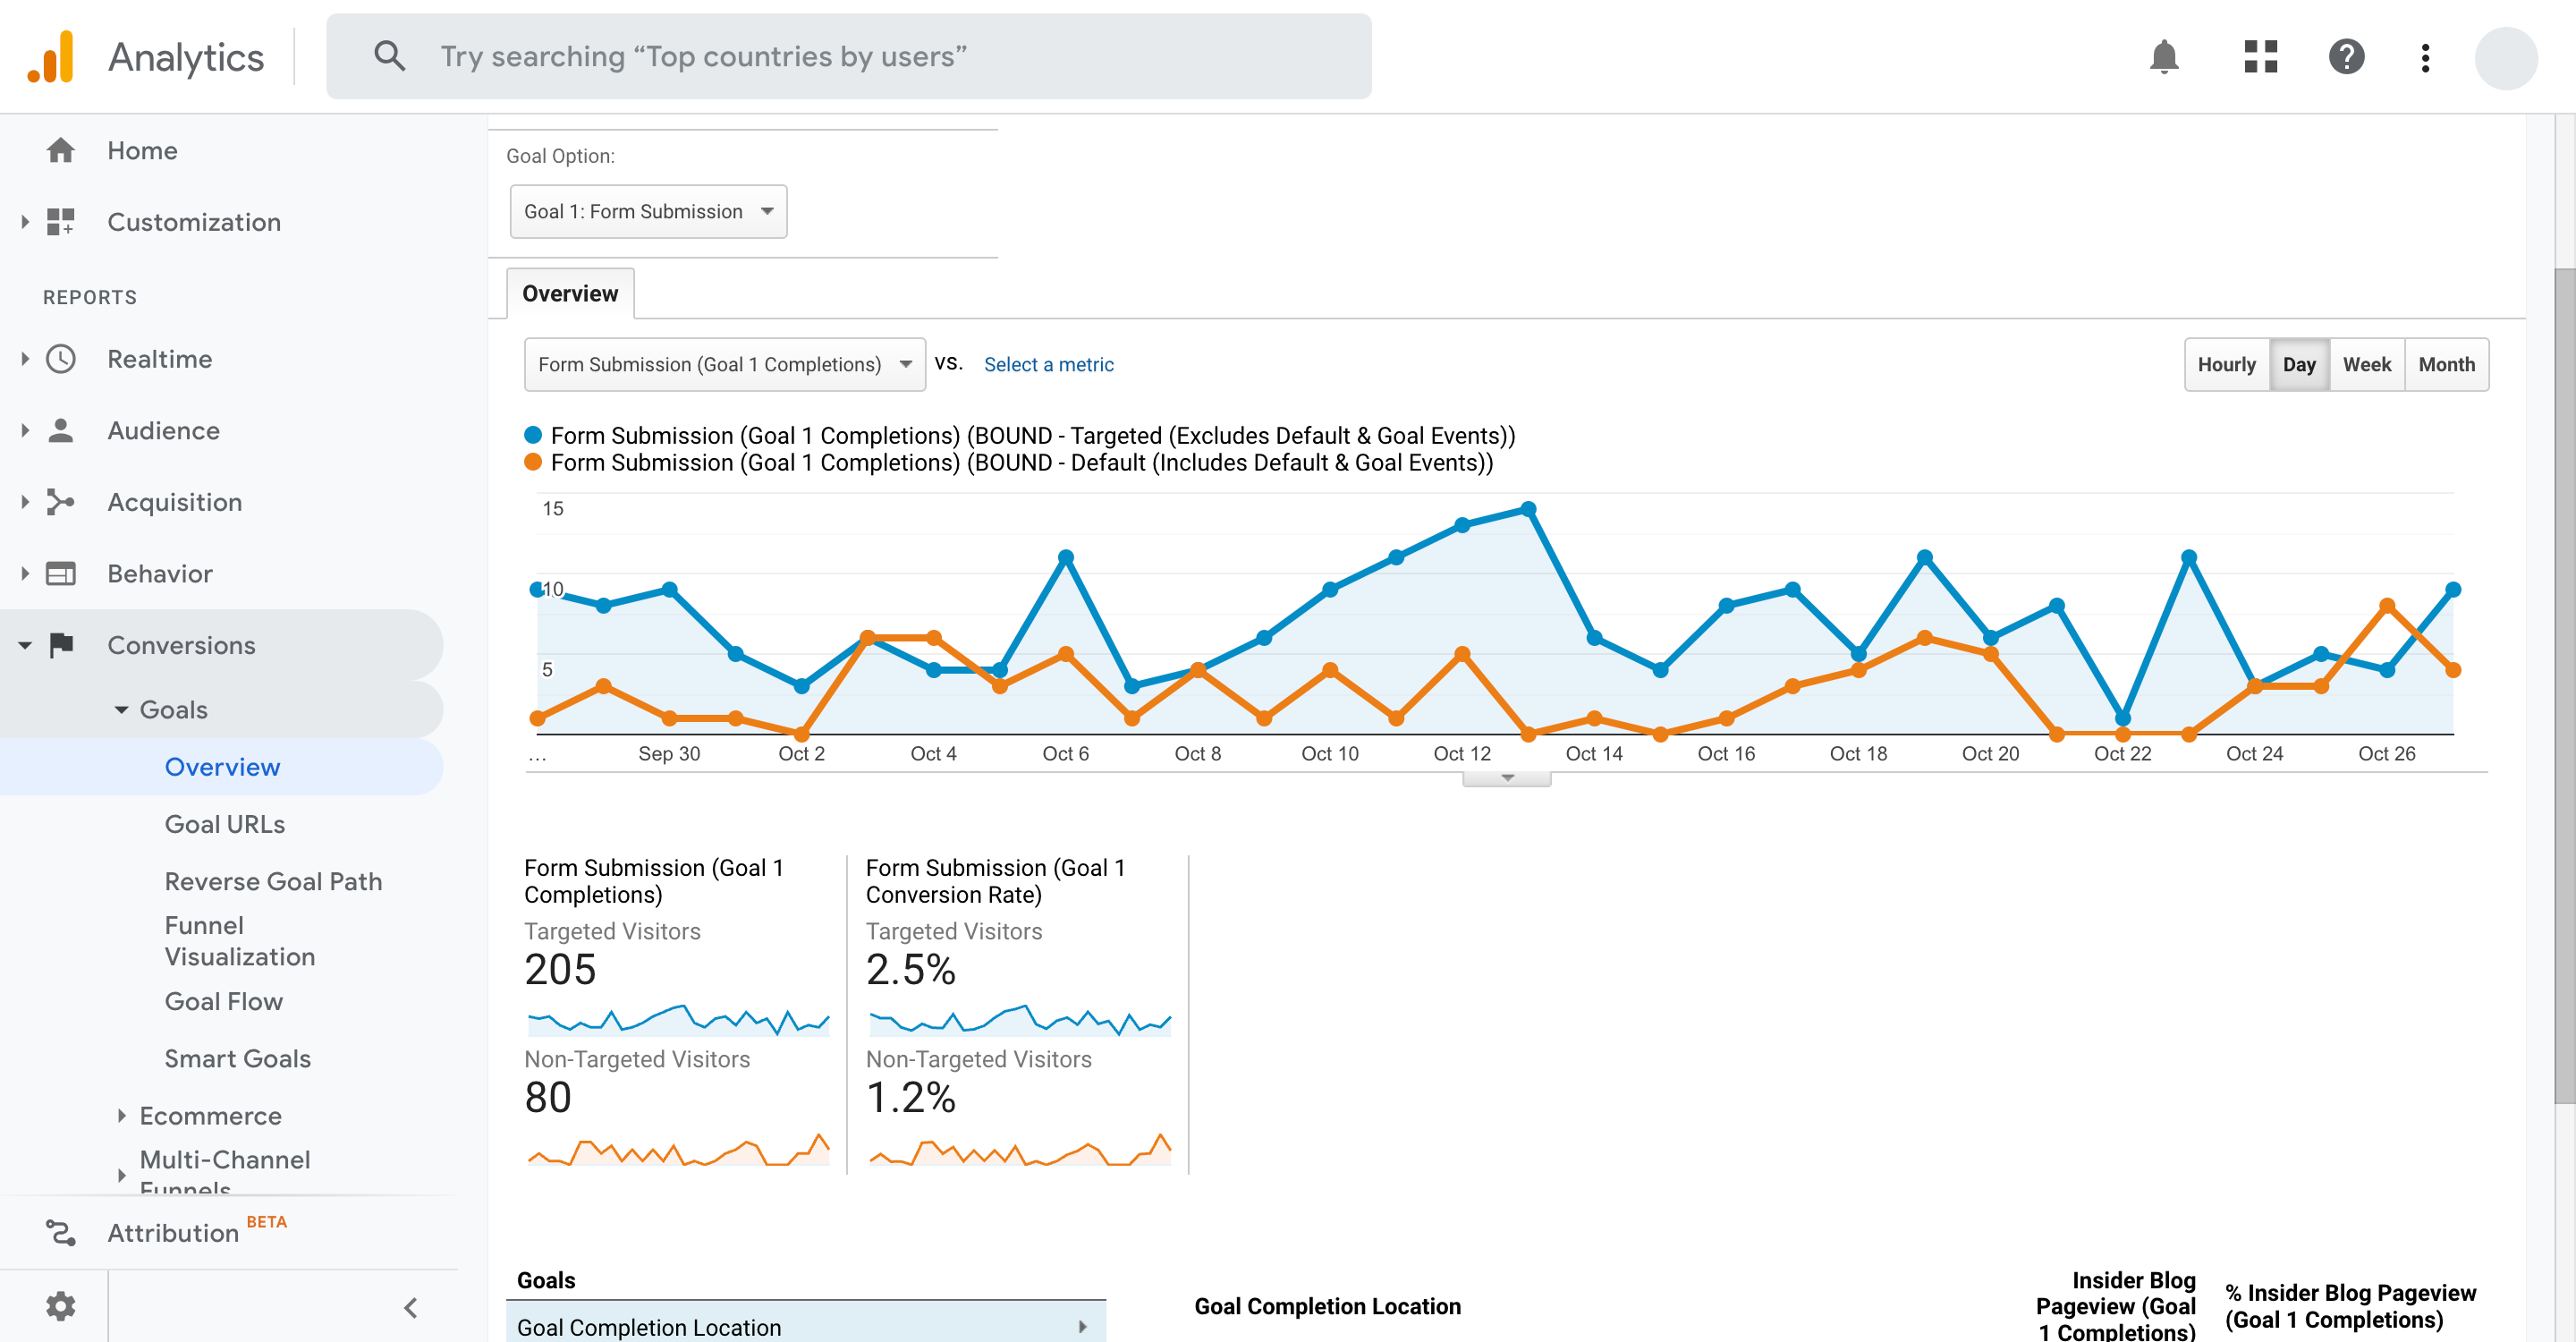 Analytics
Try searching “Top countries by users”
Home
Customization
REPORTS
Realtime
Audience
Acquisition
Behavior
Conversions
Goals
Overview
Goal URLs
Reverse Goal Path
Funnel
Visualization
Goal Flow
Smart Goals
Ecommerce
Multi-Channel
Funnels
Attribution BETA
Goal Option:
Goal 1: Form Submission
Overview
Form Submission (Goal 1 Completions) VS. Select a metric
Hourly Day Week Month
Form Submission (Goal 1 Completions) (BOUND - Targeted (Excludes Default & Goal Events))
Form Submission (Goal 1 Completions) (BOUND - Default (Includes Default & Goal Events))
15
10
5
... Sep 30 Oct 2 Oct 4 Oct 6 Oct 8 Oct 10 Oct 12 Oct 14 Oct 16 Oct 18 Oct 20 Oct 22 Oct 24 Oct 26
Form Submission (Goal 1
Completions)
Targeted Visitors
205
Non-Targeted Visitors
80
Form Submission (Goal 1
Conversion Rate)
Targeted Visitors
2.5%
Non-Targeted Visitors
1.2%
Goals
Goal Completion Location
Goal Completion Location
Insider Blog
Pageview (Goal
1 Completions)
% Insider Blog Pageview
(Goal 1 Completions)